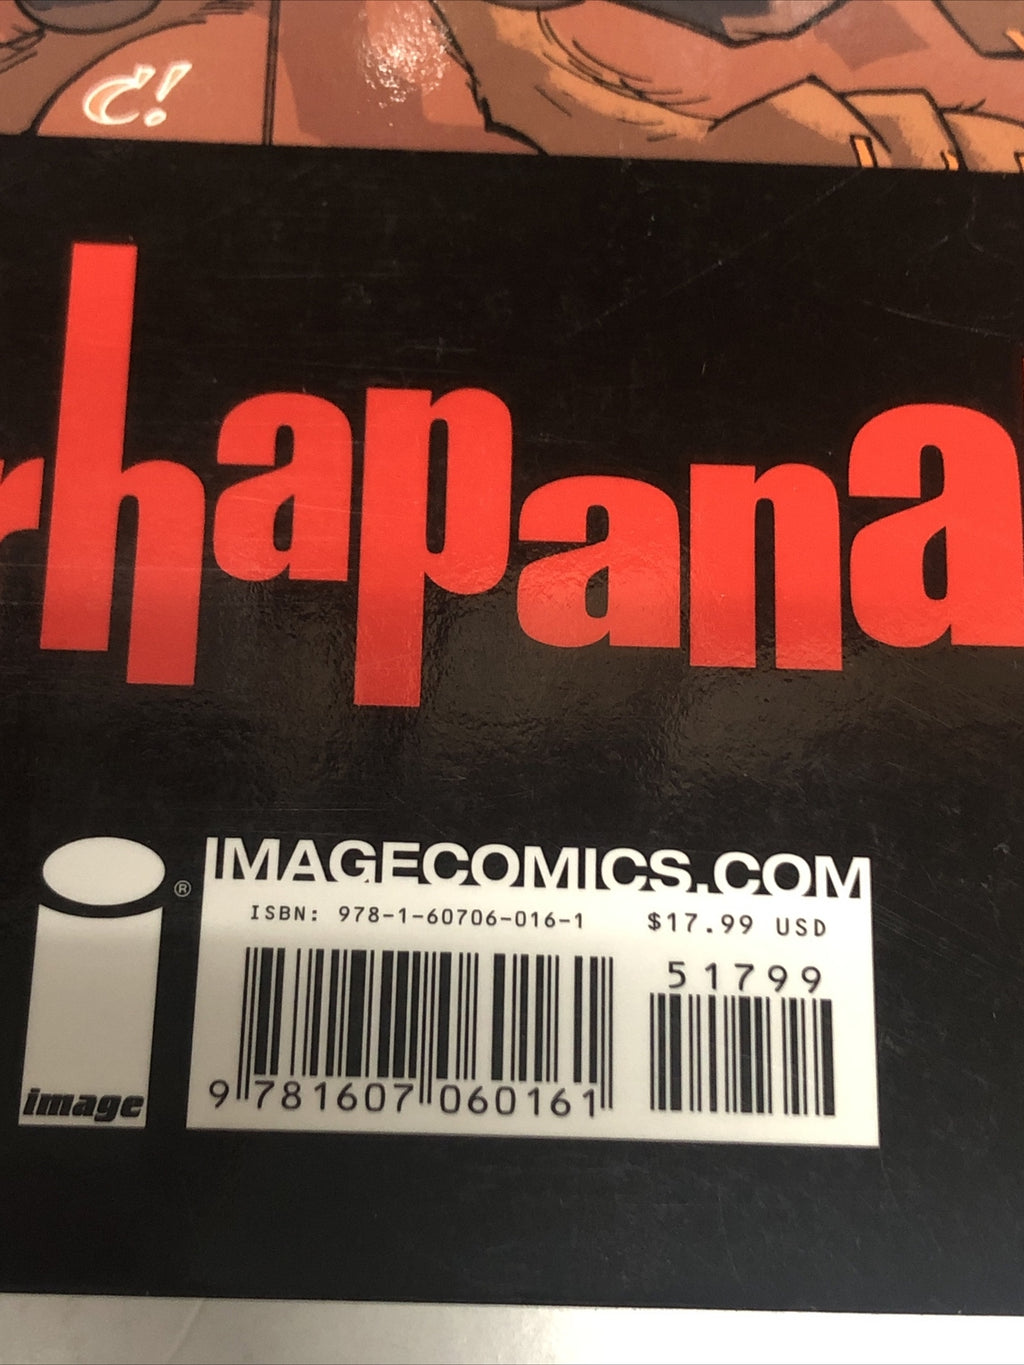 C!
rhapana
IMAGECOMICS.COM
®
ISBN: 978-1-60706-016-1 $17.99 USD
51799
9 781607 060161
image